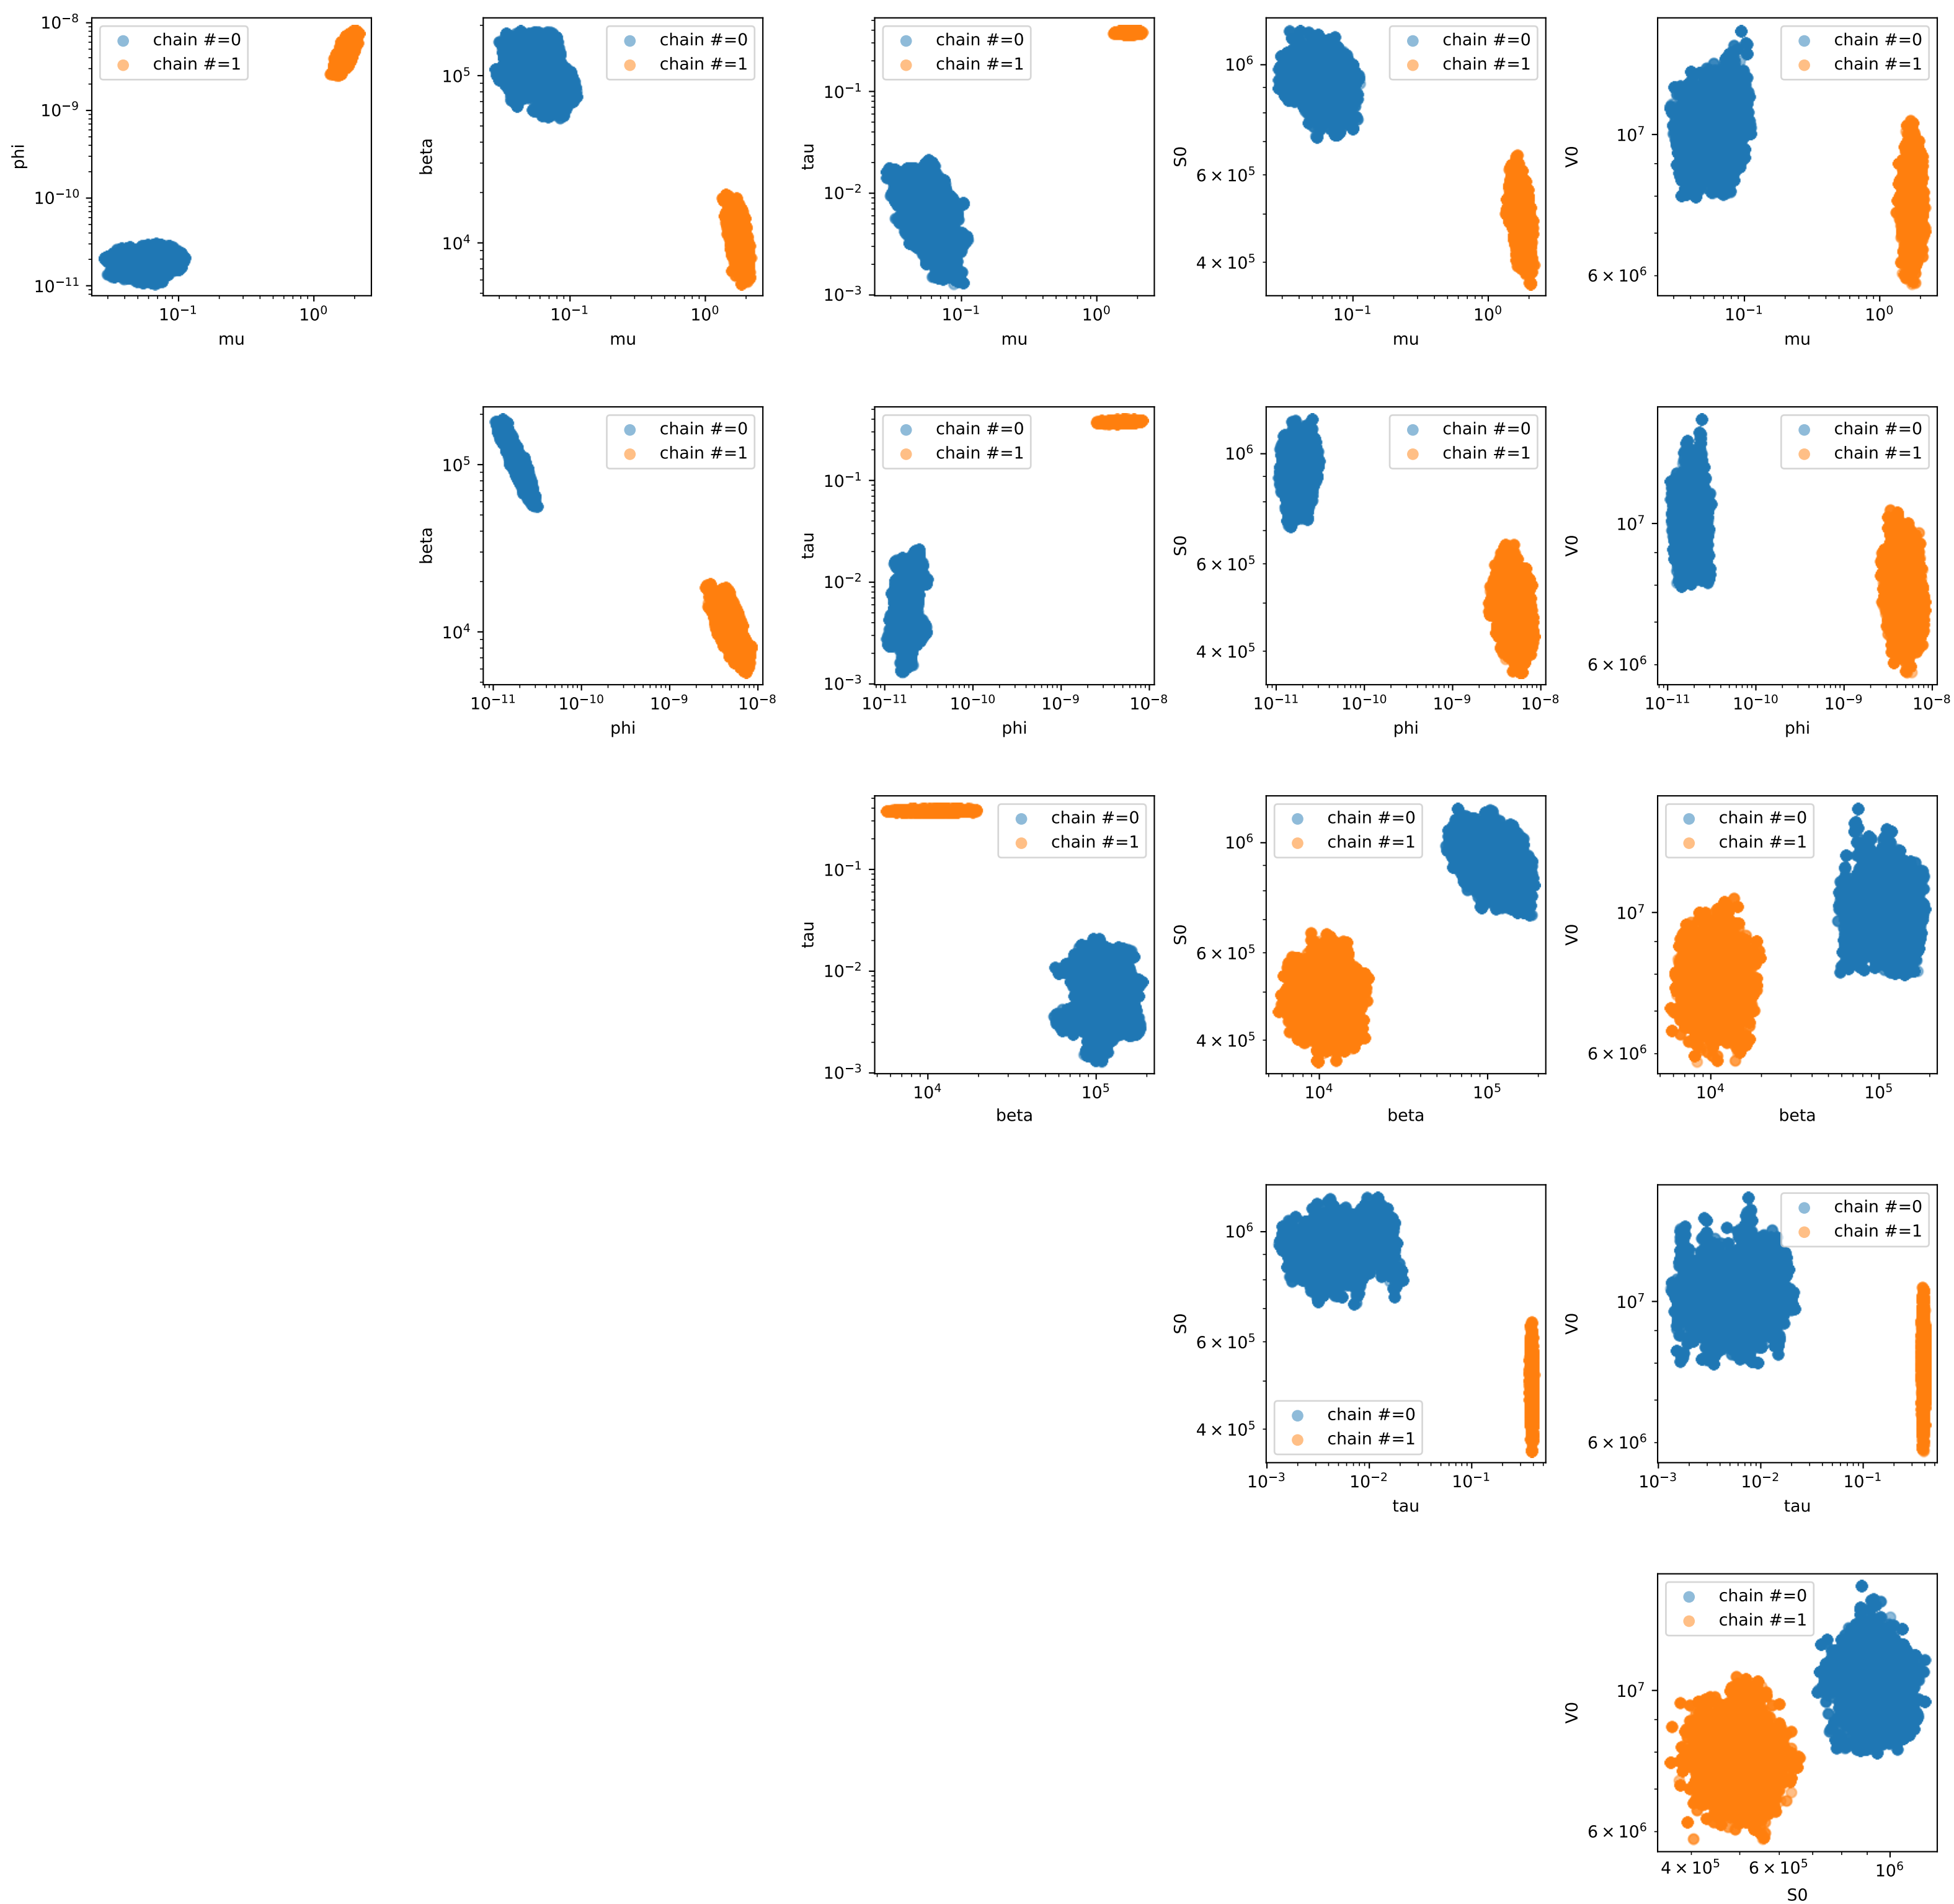 10⁻⁸
10⁻⁹
10⁻¹⁰
10⁻¹¹
phi
10⁻¹
10⁰
mu
chain #=0
chain #=1
10⁵
10⁴
beta
10⁻¹
10⁰
mu
chain #=0
chain #=1
10⁻¹
10⁻²
10⁻³
tau
10⁻¹
10⁰
mu
chain #=0
chain #=1
10⁶
6 × 10⁵
4 × 10⁵
S0
10⁻¹
10⁰
mu
chain #=0
chain #=1
10⁷
6 × 10⁶
V0
10⁻¹
10⁰
mu
chain #=0
chain #=1
10⁵
10⁴
beta
10⁻¹¹
10⁻¹⁰
10⁻⁹
10⁻⁸
phi
chain #=0
chain #=1
10⁻¹
10⁻²
10⁻³
tau
10⁻¹¹
10⁻¹⁰
10⁻⁹
10⁻⁸
phi
chain #=0
chain #=1
10⁶
6 × 10⁵
4 × 10⁵
S0
10⁻¹¹
10⁻¹⁰
10⁻⁹
10⁻⁸
phi
chain #=0
chain #=1
10⁷
6 × 10⁶
V0
10⁻¹¹
10⁻¹⁰
10⁻⁹
10⁻⁸
phi
chain #=0
chain #=1
10⁻¹
10⁻²
10⁻³
tau
10⁴
10⁵
beta
chain #=0
chain #=1
10⁶
6 × 10⁵
4 × 10⁵
S0
10⁴
10⁵
beta
chain #=0
chain #=1
10⁷
6 × 10⁶
V0
10⁴
10⁵
beta
chain #=0
chain #=1
10⁶
6 × 10⁵
4 × 10⁵
S0
10⁻³
10⁻²
10⁻¹
tau
chain #=0
chain #=1
10⁷
6 × 10⁶
V0
10⁻³
10⁻²
10⁻¹
tau
chain #=0
chain #=1
10⁷
6 × 10⁶
V0
4 × 10⁵
6 × 10⁵
10⁶
S0
chain #=0
chain #=1